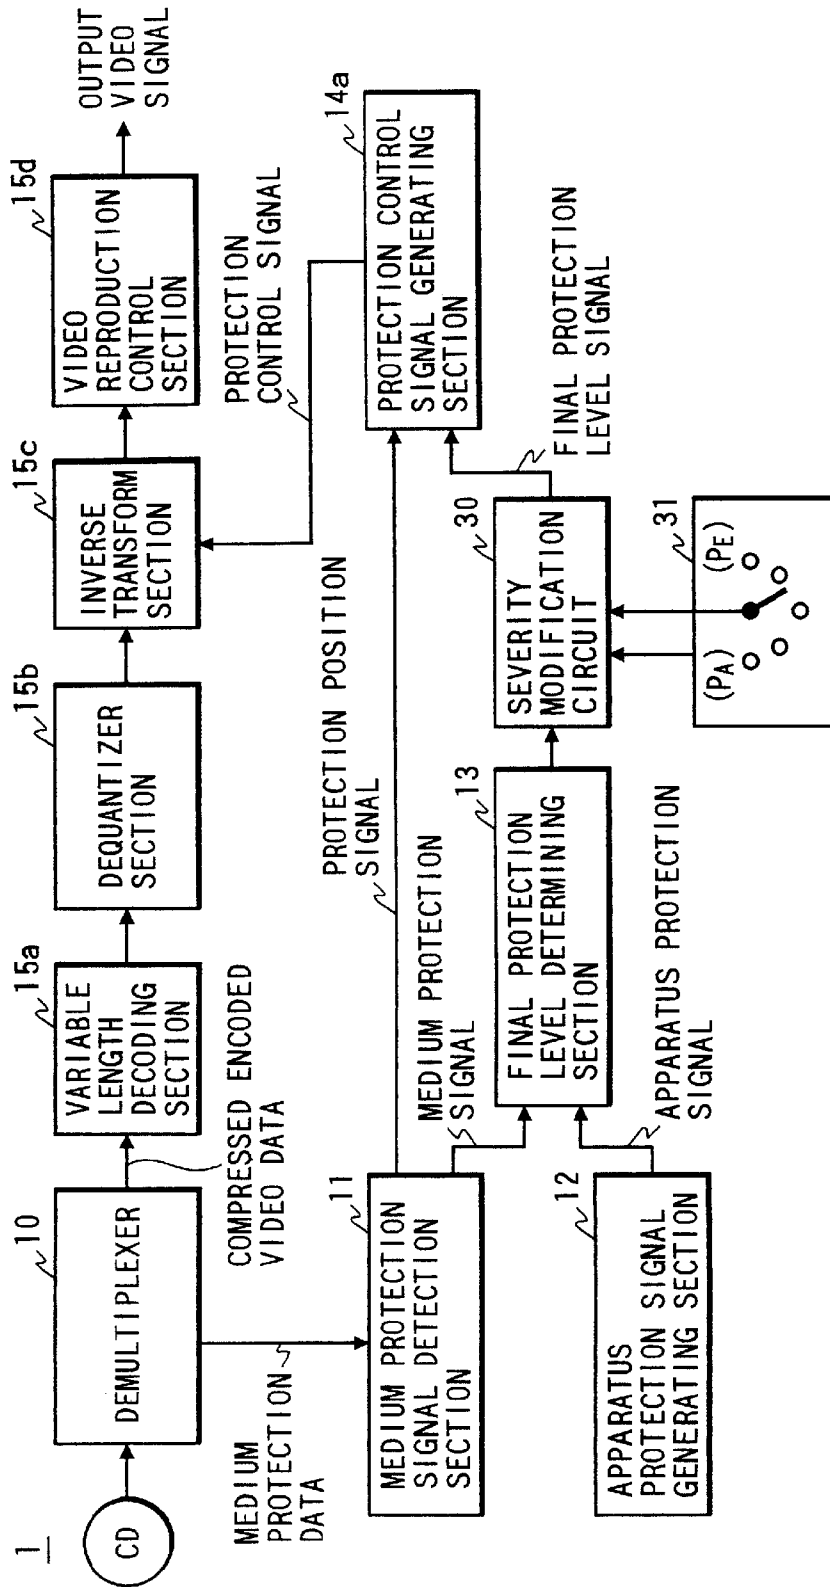 1
CD
10
DEMULTIPLEXER
COMPRESSED ENCODED
VIDEO DATA
15a
VARIABLE
LENGTH
DECODING
SECTION
15b
DEQUANTIZER
SECTION
15c
INVERSE
TRANSFORM
SECTION
15d
VIDEO
REPRODUCTION
CONTROL
SECTION
OUTPUT
VIDEO
SIGNAL
MEDIUM
PROTECTION
DATA
11
MEDIUM PROTECTION
SIGNAL DETECTION
SECTION
PROTECTION POSITION
SIGNAL
PROTECTION
CONTROL SIGNAL
14a
PROTECTION CONTROL
SIGNAL GENERATING
SECTION
MEDIUM PROTECTION
SIGNAL
12
APPARATUS
PROTECTION SIGNAL
GENERATING SECTION
APPARATUS PROTECTION
SIGNAL
13
FINAL PROTECTION
LEVEL DETERMINING
SECTION
30
SEVERITY
MODIFICATION
CIRCUIT
FINAL PROTECTION
LEVEL SIGNAL
31
(PA)
(PE)